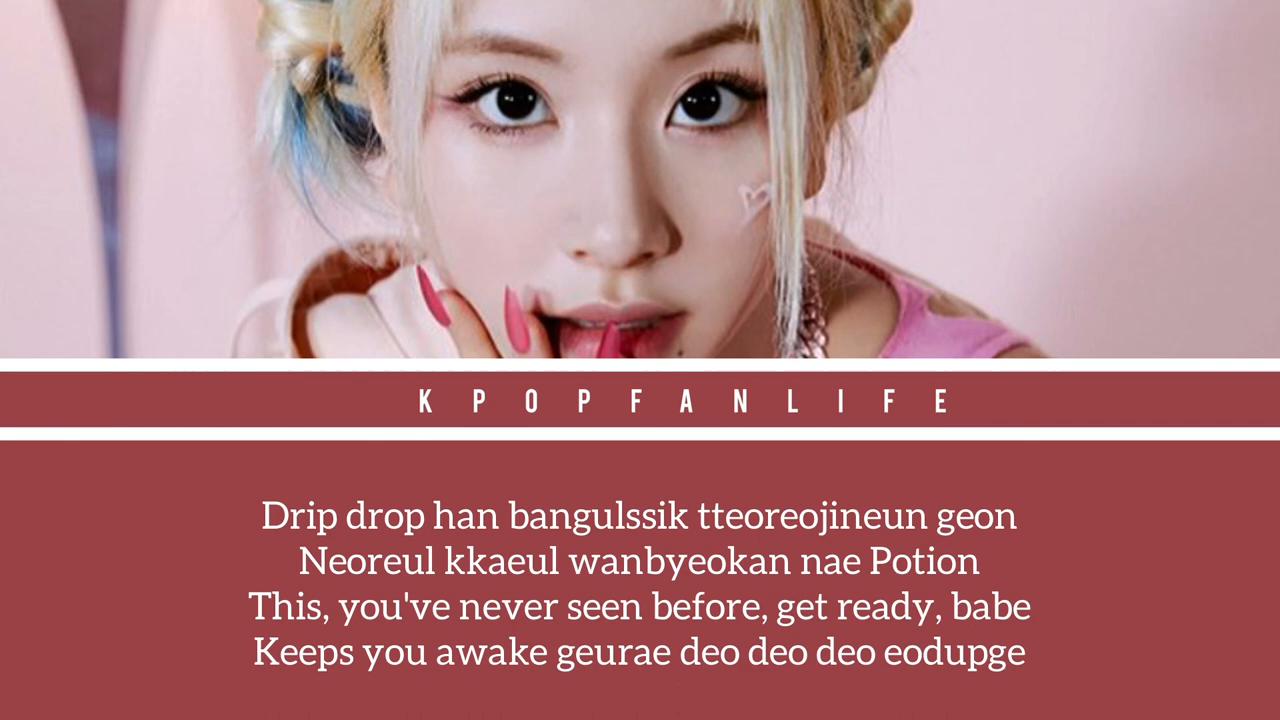 KPOPFANLIFE
Drip drop han bangulssik tteoreojineun geon
Neoreul kkaeul wanbyeokan nae Potion
This, you've never seen before, get ready, babe
Keeps you awake geurae deo deo deo eodupge